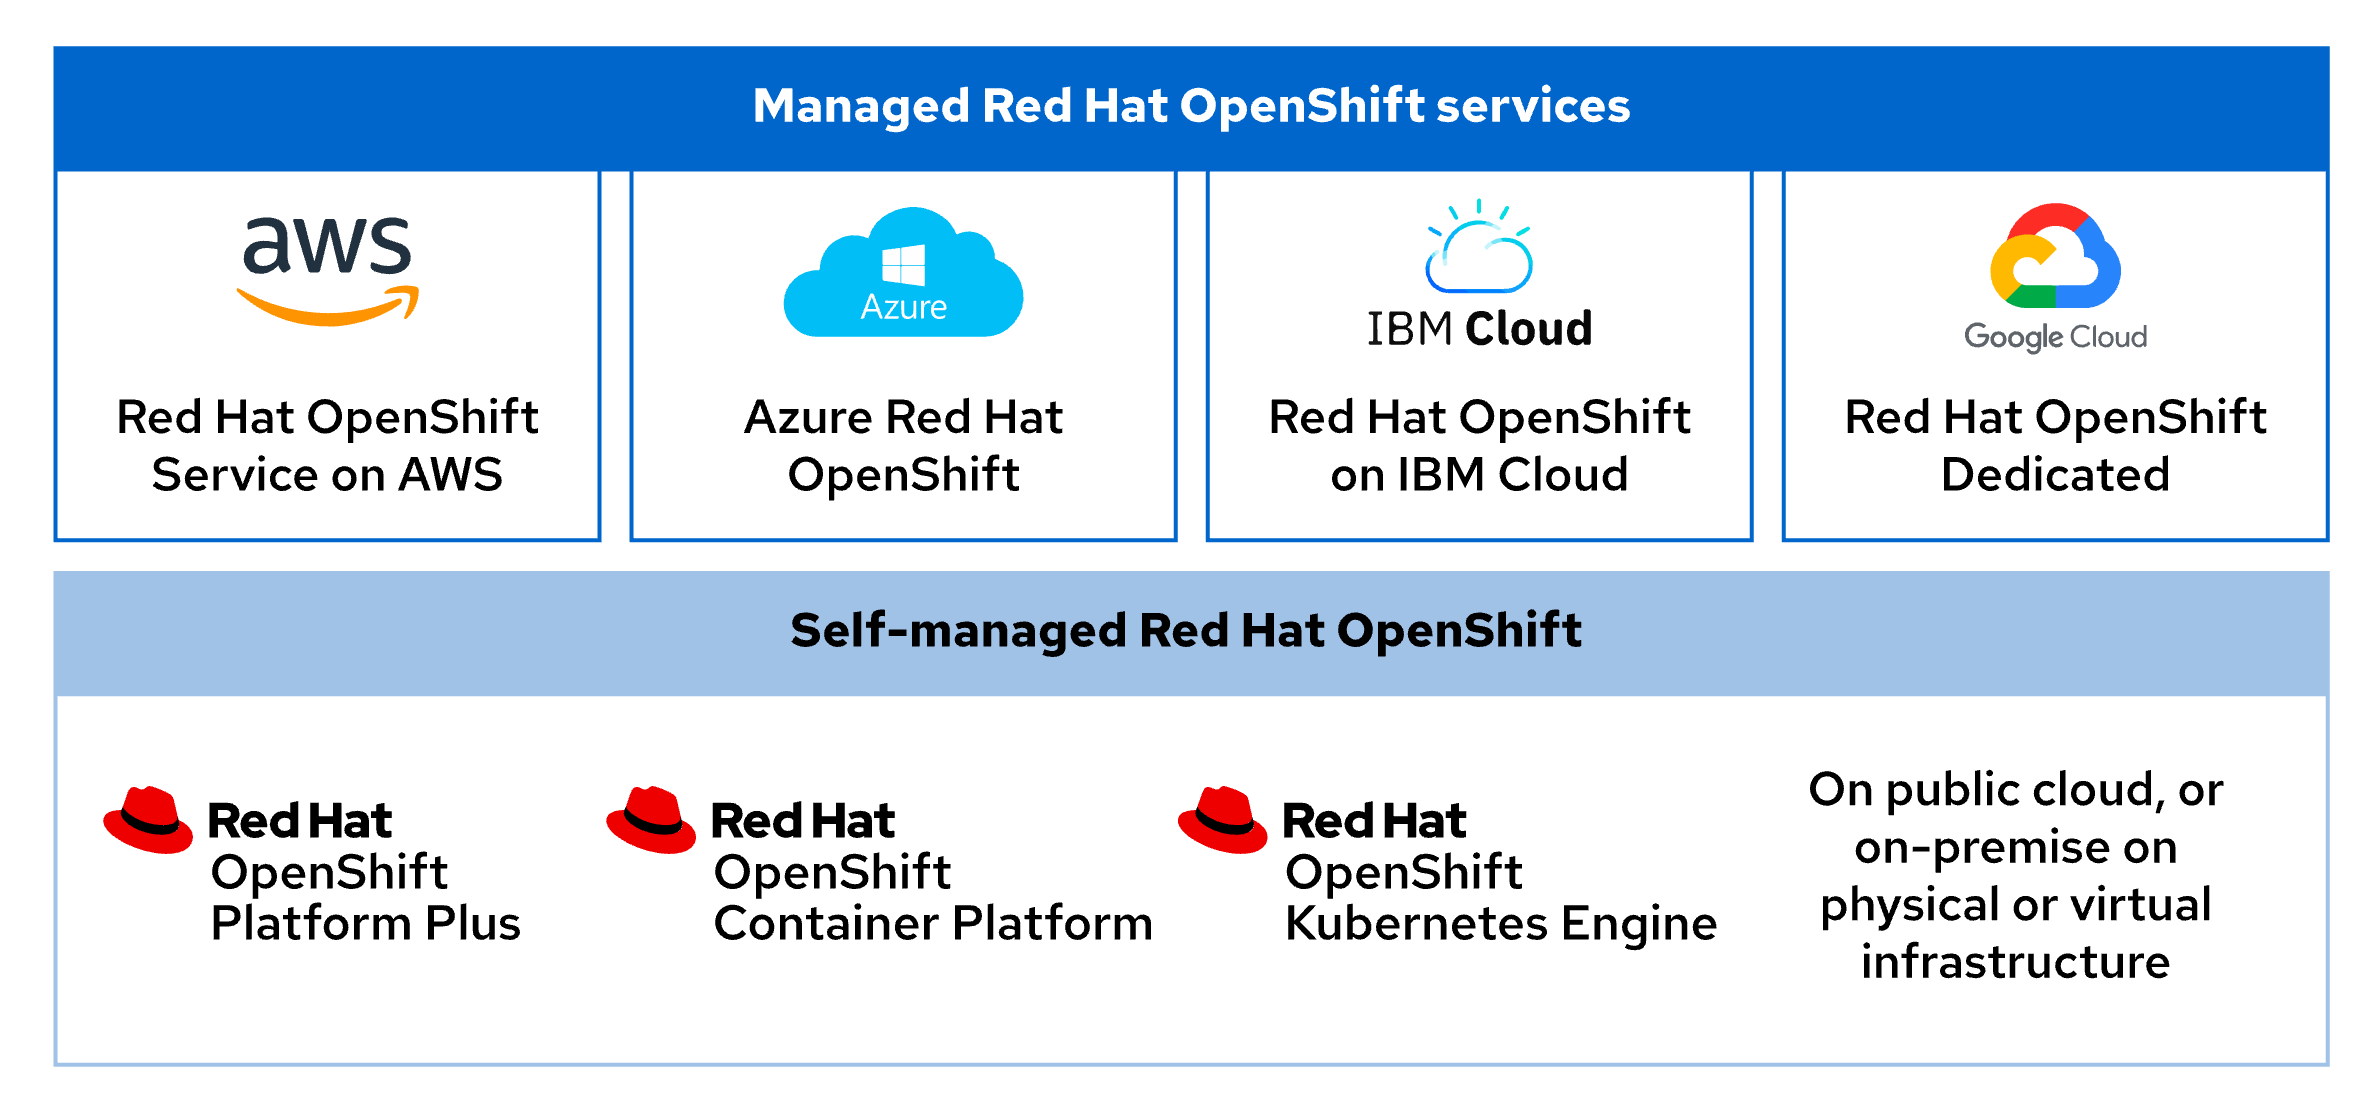 Managed Red Hat OpenShift services
aws
Red Hat OpenShift
Service on AWS
Azure
Azure Red Hat
OpenShift
IBM Cloud
Red Hat OpenShift
on IBM Cloud
Google Cloud
Red Hat OpenShift
Dedicated
Self-managed Red Hat OpenShift
Red Hat
OpenShift
Platform Plus
Red Hat
OpenShift
Container Platform
Red Hat
OpenShift
Kubernetes Engine
On public cloud, or
on-premise on
physical or virtual
infrastructure